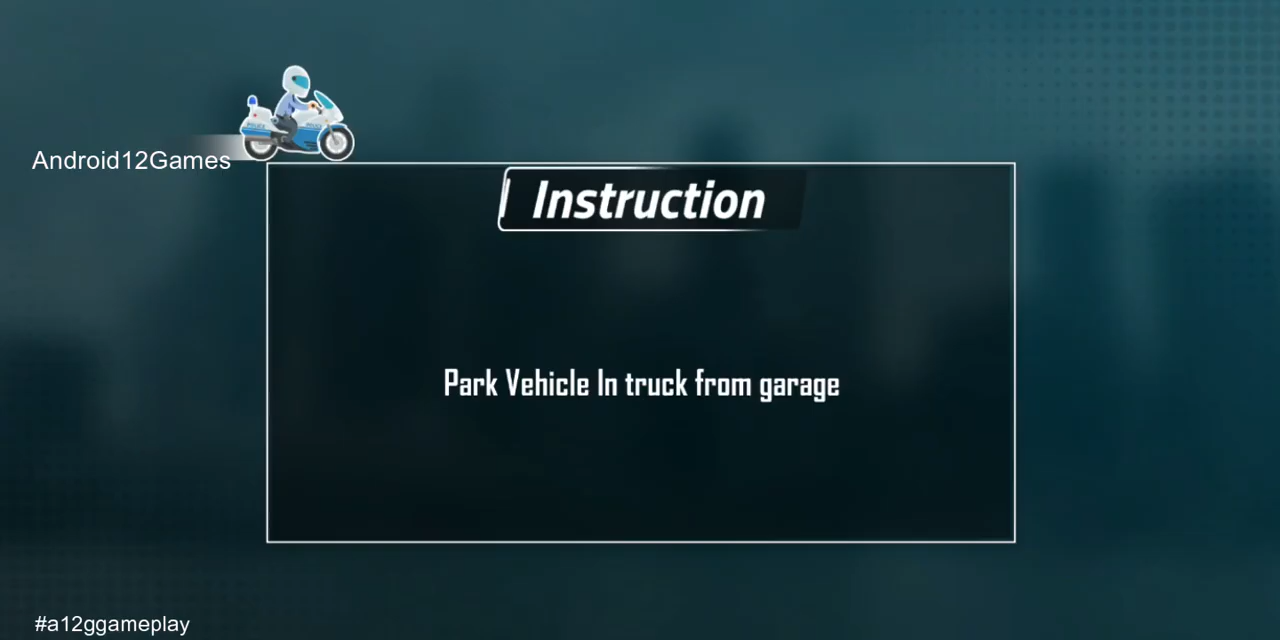 Android12Games
Instruction
Park Vehicle In truck from garage
#a12ggameplay